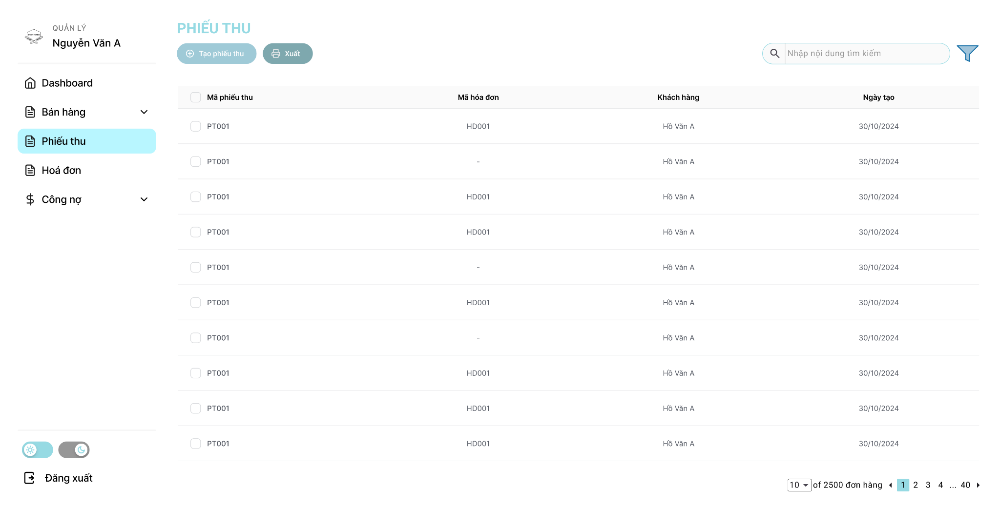 QUẢN LÝ
Nguyễn Văn A
Dashboard
Bán hàng
Phiếu thu
Hoá đơn
Công nợ
Đăng xuất
PHIẾU THU
Tạo phiếu thu
Xuất
Nhập nội dung tìm kiếm
Mã phiếu thu Mã hóa đơn Khách hàng Ngày tạo
PT001 HD001 Hồ Văn A 30/10/2024
PT001 - Hồ Văn A 30/10/2024
PT001 HD001 Hồ Văn A 30/10/2024
PT001 HD001 Hồ Văn A 30/10/2024
PT001 - Hồ Văn A 30/10/2024
PT001 HD001 Hồ Văn A 30/10/2024
PT001 - Hồ Văn A 30/10/2024
PT001 HD001 Hồ Văn A 30/10/2024
PT001 HD001 Hồ Văn A 30/10/2024
PT001 HD001 Hồ Văn A 30/10/2024
10 of 2500 đơn hàng 1 2 3 4 ... 40